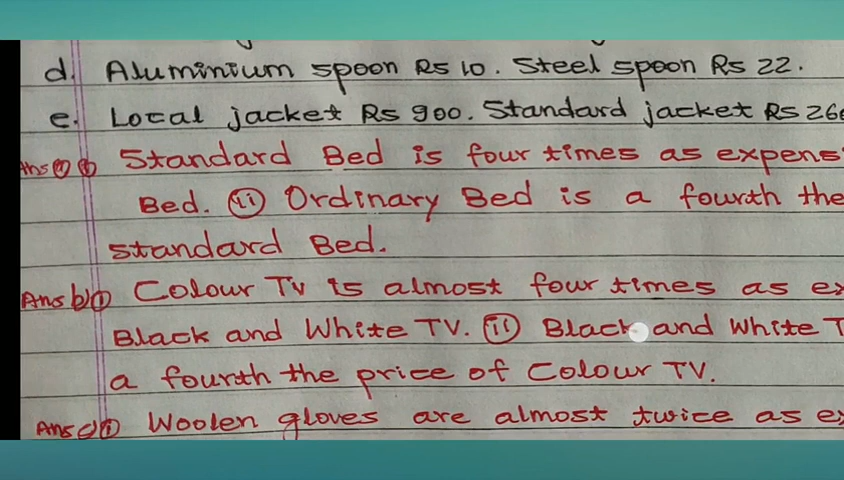 d. Aluminium spoon Rs 10. Steel spoon Rs 22.
e. Local jacket Rs 900. Standard jacket Rs
Standard Bed is four times as
Bed. (ii) Ordinary Bed is a fourth the
Standard Bed.
Ans b) (i) Colour TV is almost four times as
Black and White TV. (ii) Black and White
a fourth the price of Colour TV.
Ans c) (i) Woolen gloves are almost twice as